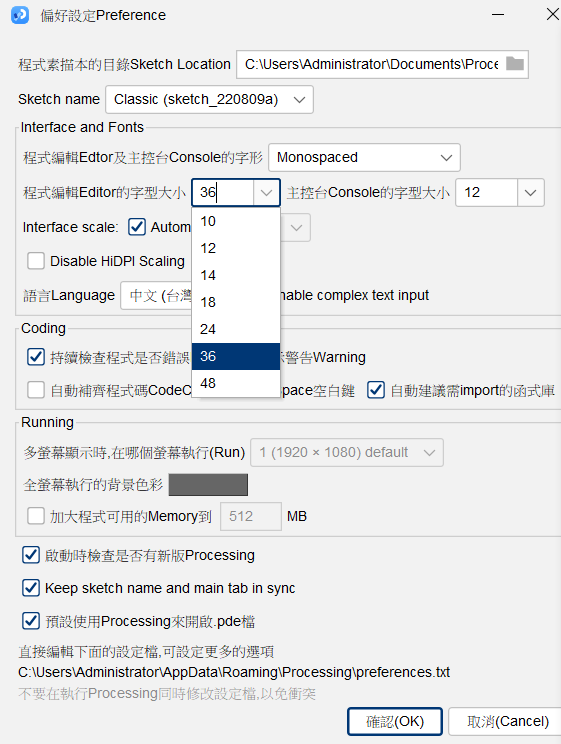 偏好設定Preference
程式素描本的目錄Sketch Location C:\Users\Administrator\Documents\Proce
Sketch name Classic (sketch_220809a)
Interface and Fonts
程式編輯Edtor及主控台Console的字形 Monospaced
程式編輯Editor的字型大小 36 主控台Console的字型大小 12
Interface scale: Autom
10
12
14
18
24
36
48
Disable HiDPI Scaling
語言Language 中文 (台灣 nable complex text input
Coding
持續檢查程式是否錯誤 示警告Warning
自動補齊程式碼CodeC pace空白鍵 自動建議需import的函式庫
Running
多螢幕顯示時,在哪個螢幕執行(Run) 1 (1920 × 1080) default
全螢幕執行的背景色彩
加大程式可用的Memory到 512 MB
啟動時檢查是否有新版Processing
Keep sketch name and main tab in sync
預設使用Processing來開啟.pde檔
直接編輯下面的設定檔,可設定更多的選項
C:\Users\Administrator\AppData\Roaming\Processing\preferences.txt
不要在執行Processing同時修改設定檔,以免衝突
確認(OK) 取消(Cancel)